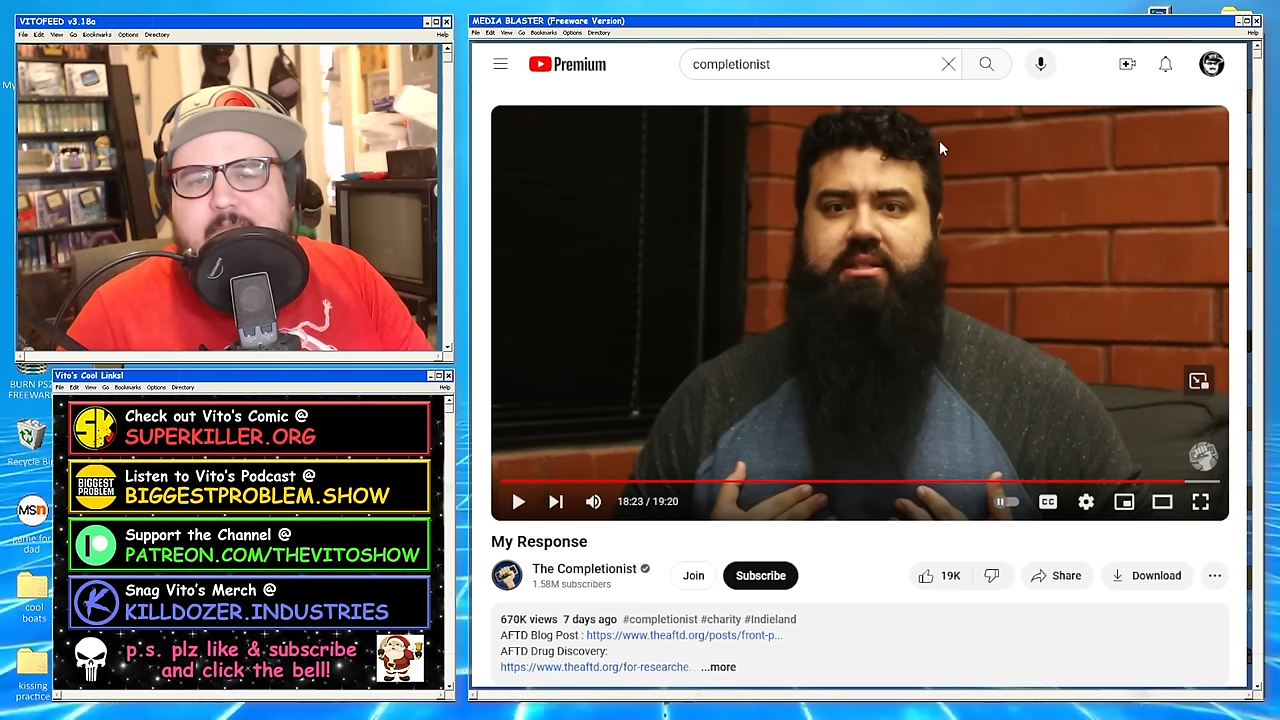 VITOFEED v3.18a
File Edit View Go Bookmarks Options Directory Help
MEDIA BLASTER (Freeware Version)
File Edit View Go Bookmarks Options Directory Help
Premium
completionist
18:23 / 19:20
CC
My Response
The Completionist
1.58M subscribers
Join
Subscribe
19K
Share
Download
670K views 7 days ago #completionist #charity #Indieland
AFTD Blog Post : https://www.theaftd.org/posts/front-p...
AFTD Drug Discovery:
https://www.theaftd.org/for-researche... ...more
Vito's Cool Links!
File Edit View Go Bookmarks Options Directory Help
SK
Check out Vito's Comic @
SUPERKILLER.ORG
BIGGEST
PROBLEM
Listen to Vito's Podcast @
BIGGESTPROBLEM.SHOW
Support the Channel @
PATREON.COM/THEVITOSHOW
K
Snag Vito's Merch @
KILLDOZER.INDUSTRIES
p.s. plz like & subscribe
and click the bell!
My
BURN PS2
FREEWARE
Recycle Bin
MSn
dad
cool
boats
kissing
practice